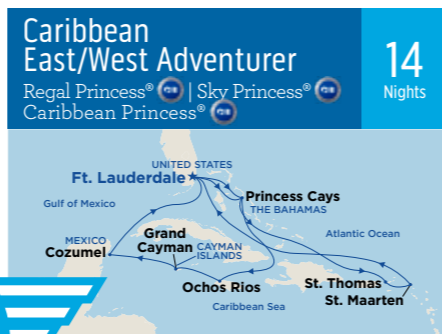 Caribbean
East/West Adventurer
Regal Princess® | Sky Princess®
Caribbean Princess®
14
Nights
UNITED STATES
Ft. Lauderdale
Gulf of Mexico
Princess Cays
THE BAHAMAS
Atlantic Ocean
MEXICO
Cozumel
Grand
Cayman
CAYMAN
ISLANDS
Ochos Rios
St. Thomas
St. Maarten
Caribbean Sea